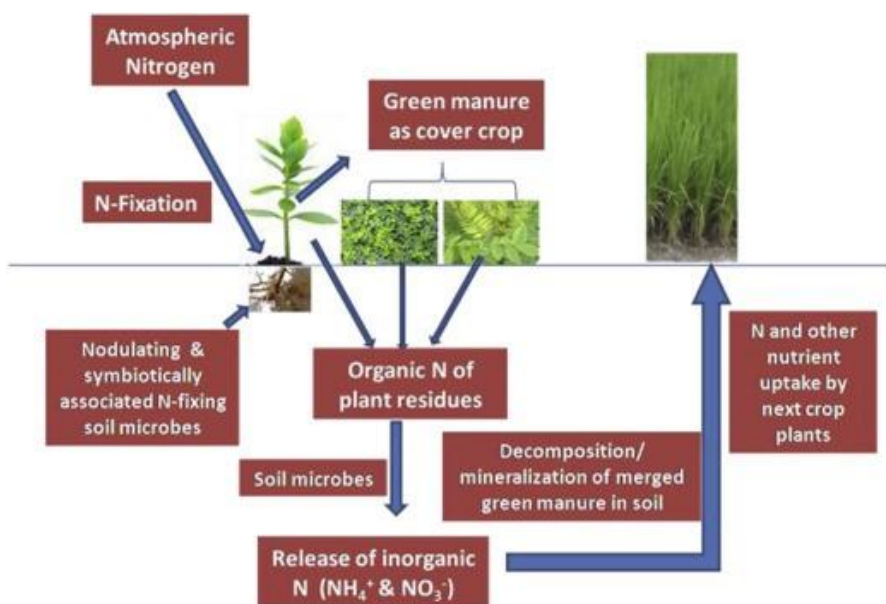 Atmospheric
Nitrogen
Green manure
as cover crop
N-Fixation
Nodulating &
symbiotically
associated N-fixing
soil microbes
Organic N of
plant residues
N and other
nutrient
uptake by
next crop
plants
Soil microbes
Decomposition/
mineralization of merged
green manure in soil
Release of inorganic
N (NH₄⁺ & NO₃⁻)